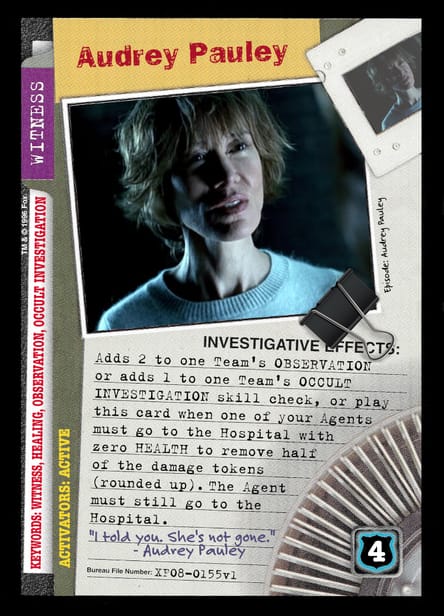 Audrey Pauley
WITNESS
TM & © 1996 Fox
KEYWORDS: WITNESS, HEALING, OBSERVATION, OCCULT INVESTIGATION
ACTIVATORS: ACTIVE
Episode: Audrey Pauley
INVESTIGATIVE EFFECTS:
Adds 2 to one Team's OBSERVATION
or adds 1 to one Team's OCCULT
INVESTIGATION skill check, or play
this card when one of your Agents
must go to the Hospital with
zero HEALTH to remove half
of the damage tokens
(rounded up). The Agent
must still go to the
Hospital.
"I told you. She's not gone."
- Audrey Pauley
Bureau File Number: XF08-0155v1
4